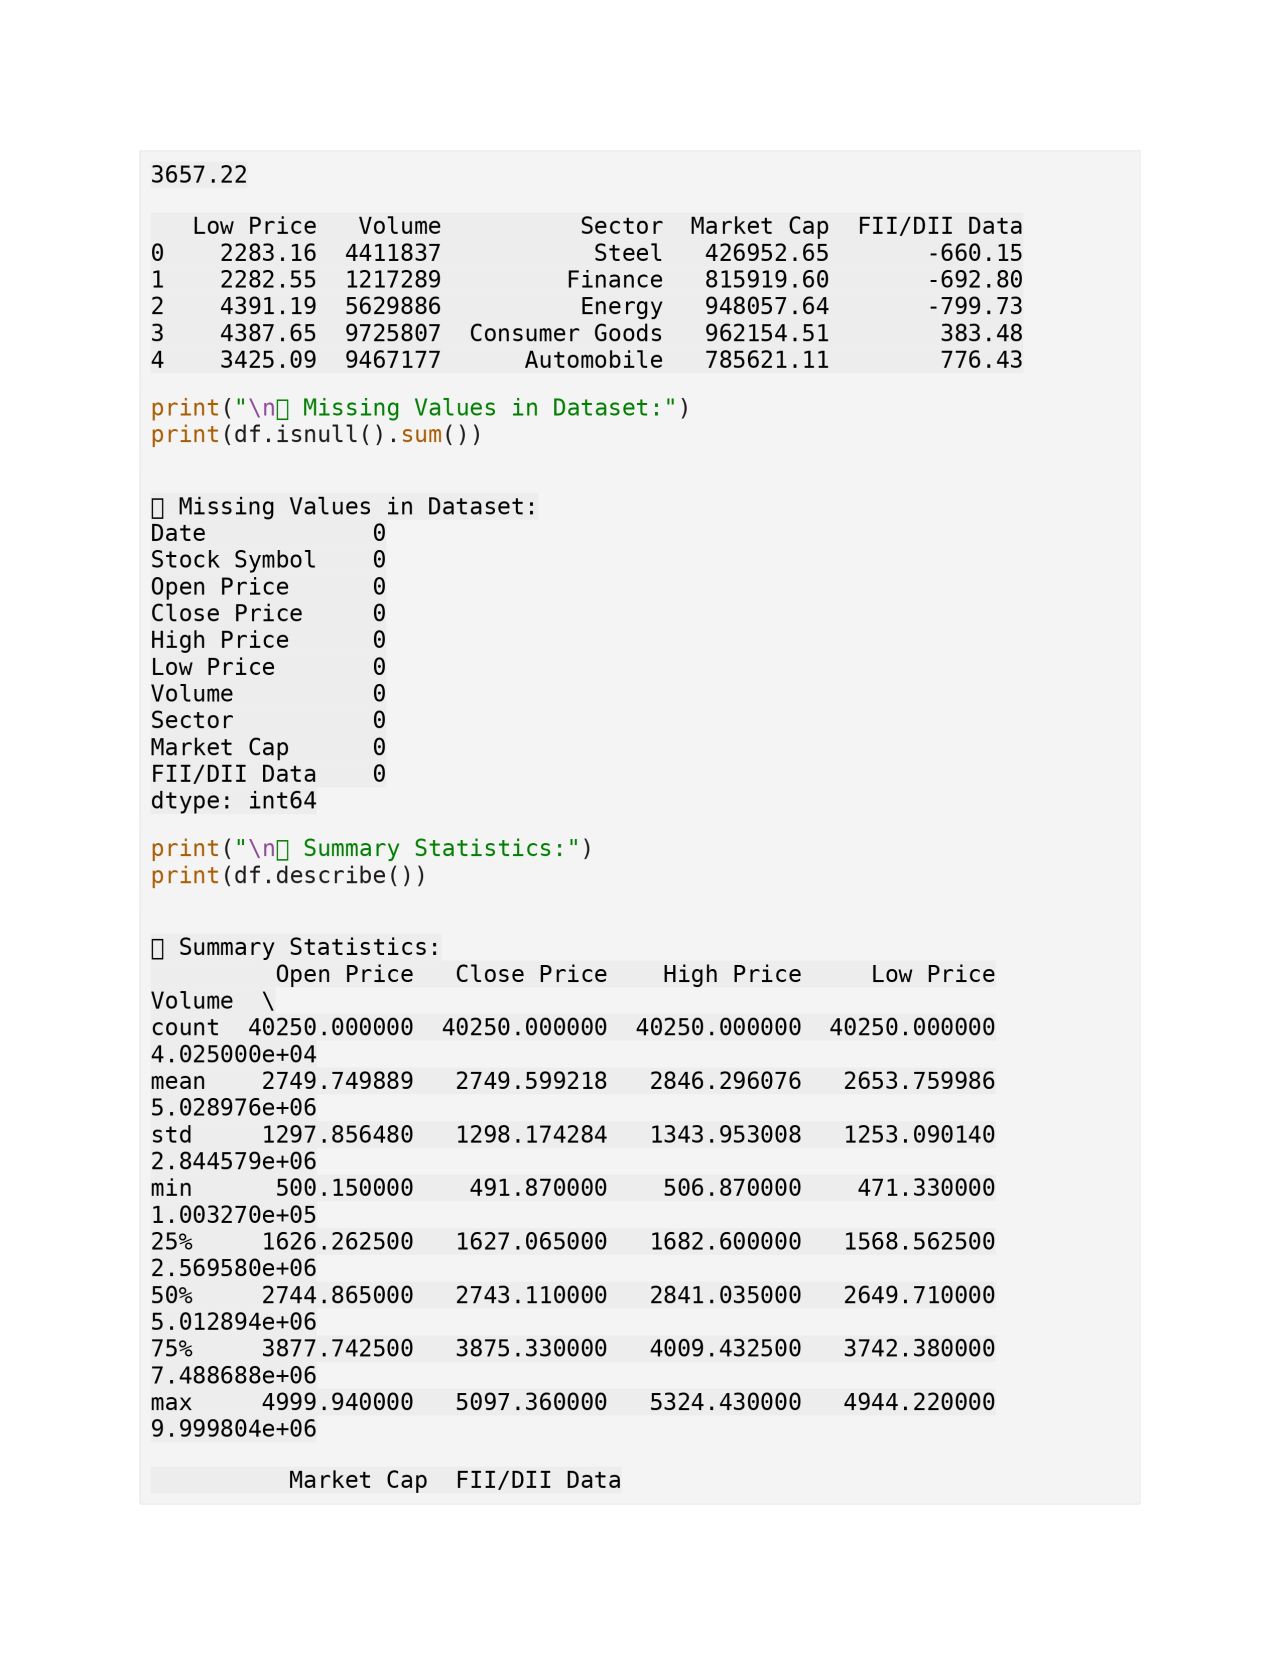 3657.22
   Low Price   Volume          Sector  Market Cap  FII/DII Data
0    2283.16  4411837           Steel   426952.65       -660.15
1    2282.55  1217289         Finance   815919.60       -692.80
2    4391.19  5629886          Energy   948057.64       -799.73
3    4387.65  9725807  Consumer Goods   962154.51        383.48
4    3425.09  9467177      Automobile   785621.11        776.43
print("\n▯ Missing Values in Dataset:")
print(df.isnull().sum())
▯ Missing Values in Dataset:
Date            0
Stock Symbol    0
Open Price      0
Close Price     0
High Price      0
Low Price       0
Volume          0
Sector          0
Market Cap      0
FII/DII Data    0
dtype: int64
print("\n▯ Summary Statistics:")
print(df.describe())
▯ Summary Statistics:
         Open Price   Close Price    High Price     Low Price
Volume  \
count  40250.000000  40250.000000  40250.000000  40250.000000
4.025000e+04
mean    2749.749889   2749.599218   2846.296076   2653.759986
5.028976e+06
std     1297.856480   1298.174284   1343.953008   1253.090140
2.844579e+06
min      500.150000    491.870000    506.870000    471.330000
1.003270e+05
25%     1626.262500   1627.065000   1682.600000   1568.562500
2.569580e+06
50%     2744.865000   2743.110000   2841.035000   2649.710000
5.012894e+06
75%     3877.742500   3875.330000   4009.432500   3742.380000
7.488688e+06
max     4999.940000   5097.360000   5324.430000   4944.220000
9.999804e+06
          Market Cap  FII/DII Data